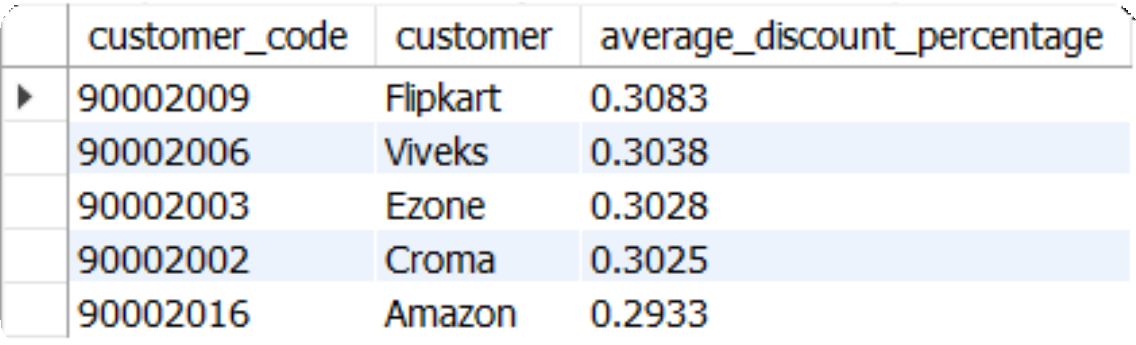 customer_code customer average_discount_percentage
90002009 Flipkart 0.3083
90002006 Viveks 0.3038
90002003 Ezone 0.3028
90002002 Croma 0.3025
90002016 Amazon 0.2933